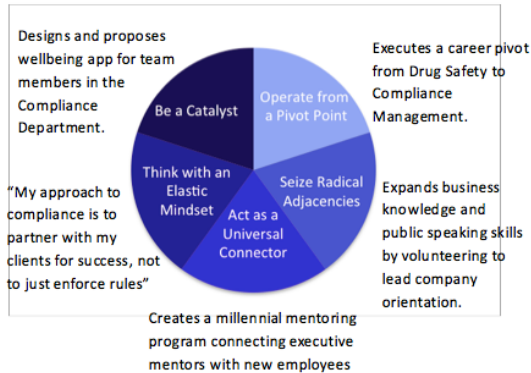 Designs and proposes
wellbeing app for team
members in the
Compliance
Department.
Executes a career pivot
from Drug Safety to
Compliance
Management.
Be a Catalyst
Operate from
a Pivot Point
Think with an
Elastic
Mindset
Seize Radical
Adjacencies
Act as a
Universal
Connector
“My approach to
compliance is to
partner with my
clients for success, not
to just enforce rules”
Expands business
knowledge and
public speaking skills
by volunteering to
lead company
orientation.
Creates a millennial mentoring
program connecting executive
mentors with new employees